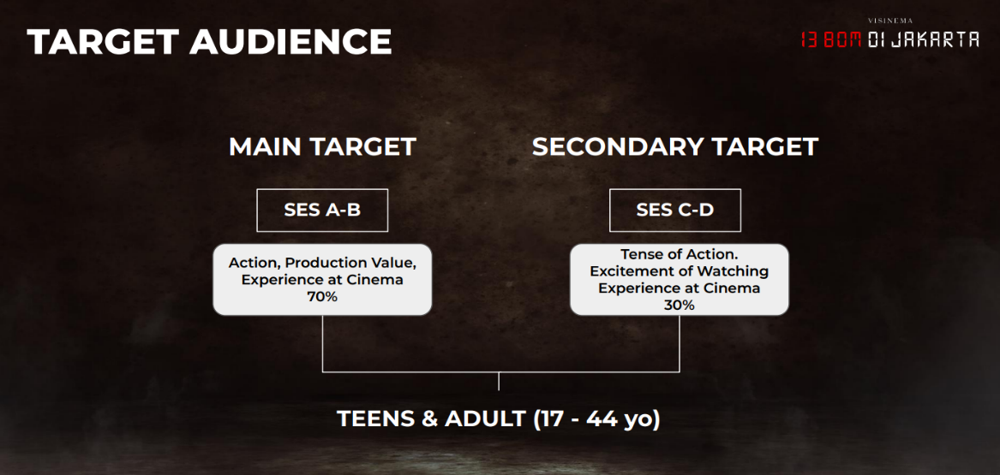 TARGET AUDIENCE
VISINEMA
13 BOM DI JAKARTA
MAIN TARGET
SECONDARY TARGET
SES A-B
SES C-D
Action, Production Value,
Experience at Cinema
70%
Tense of Action.
Excitement of Watching
Experience at Cinema
30%
TEENS & ADULT (17 - 44 yo)